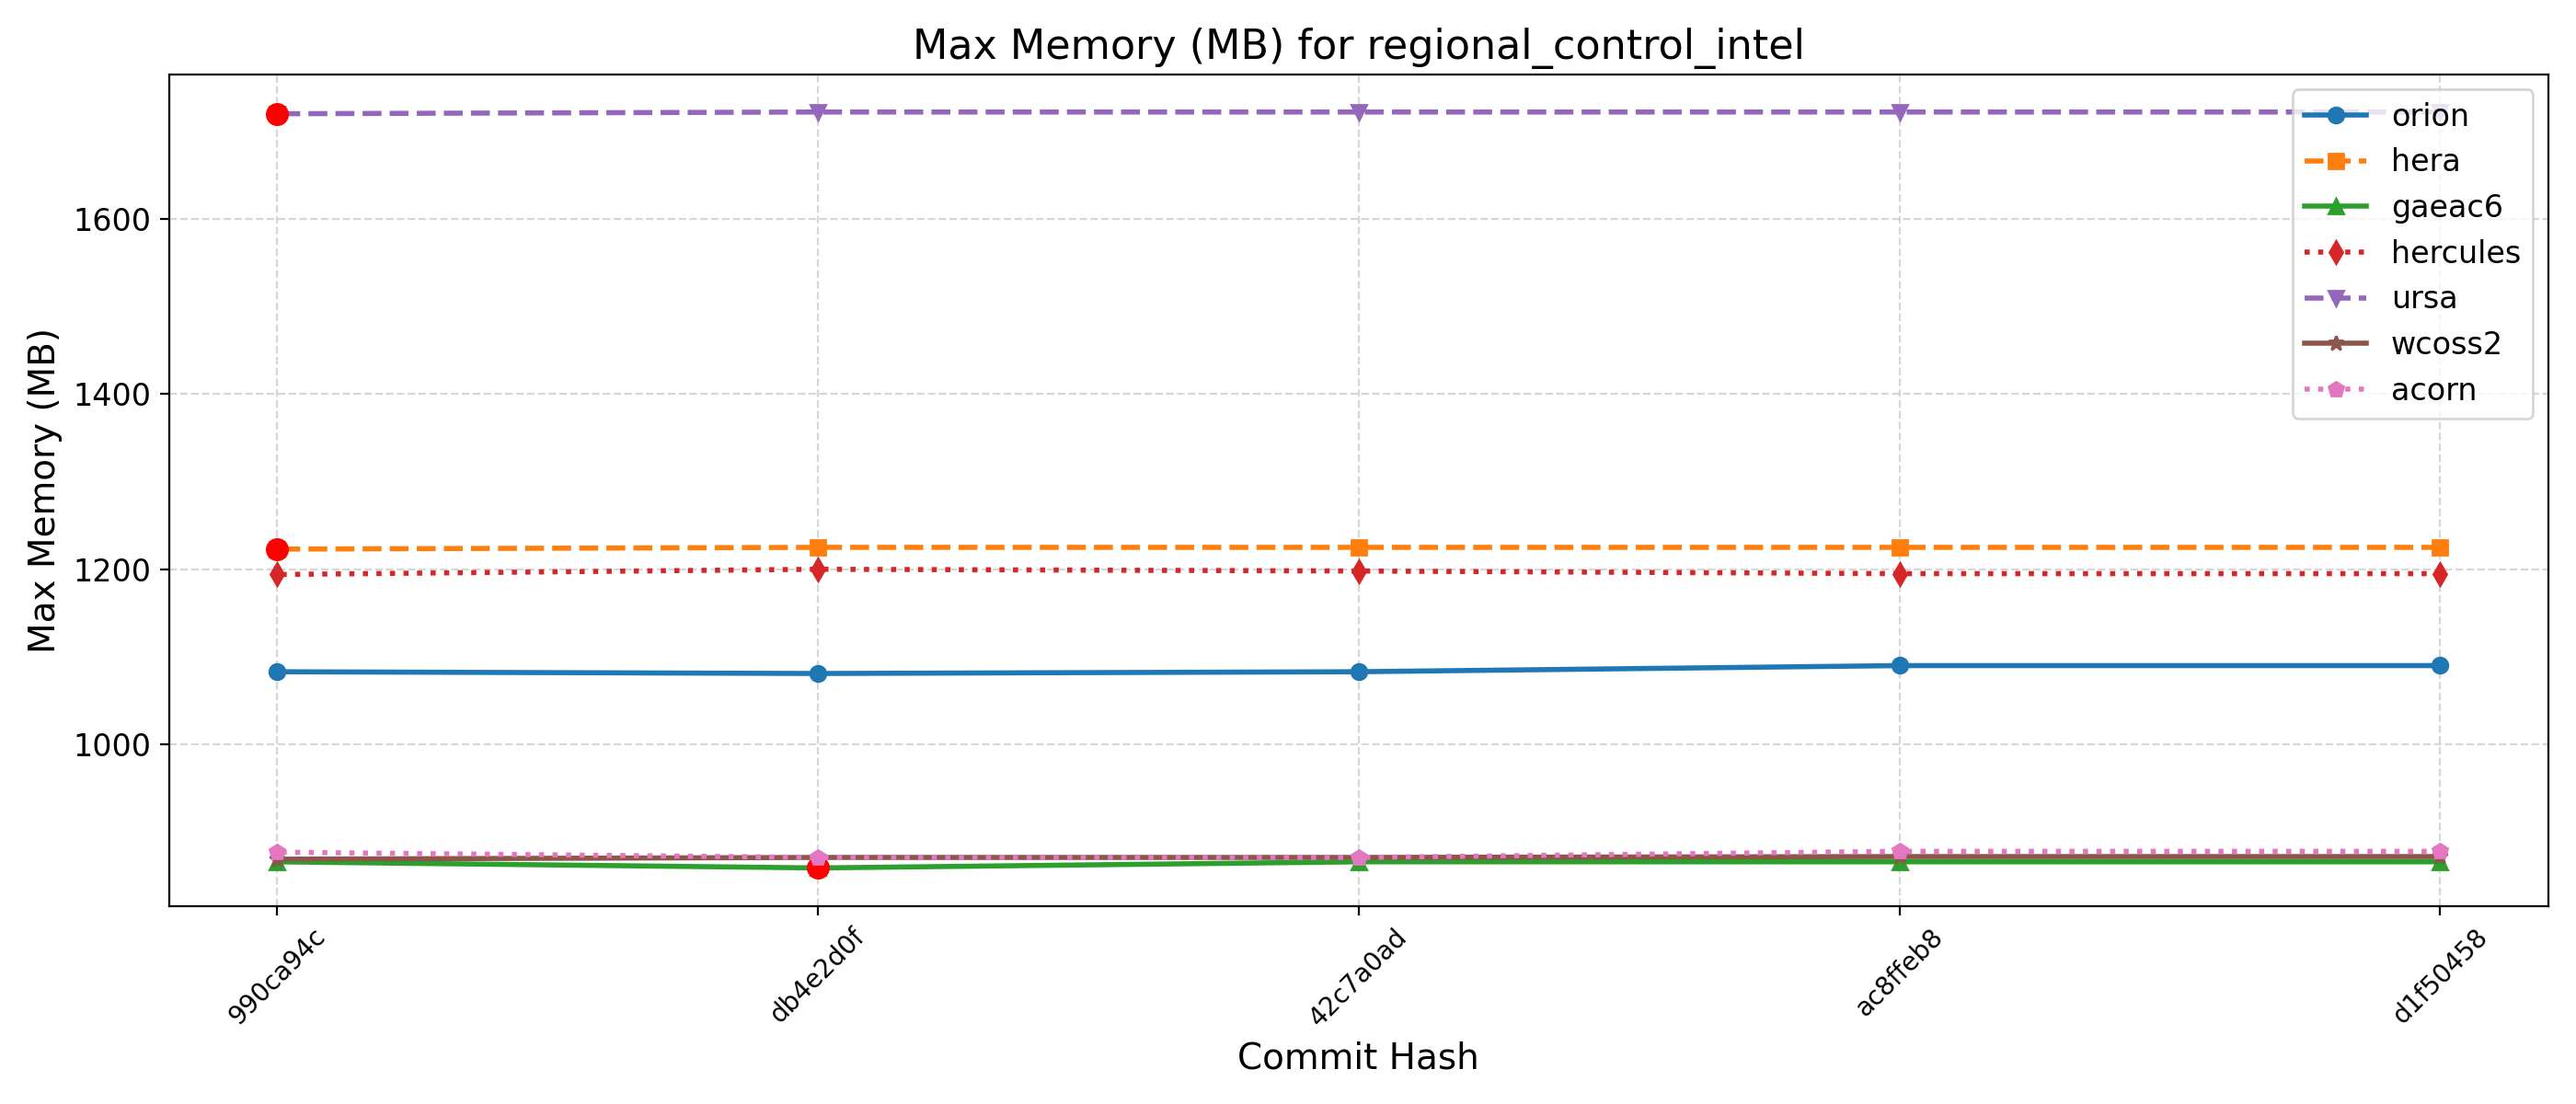 Max Memory (MB) for regional_control_intel
Max Memory (MB)
1600
1400
1200
1000
orion
hera
gaeac6
hercules
ursa
wcoss2
acorn
990ca94c
db4e2d0f
42c7a0ad
ac8ffeb8
d1f50458
Commit Hash